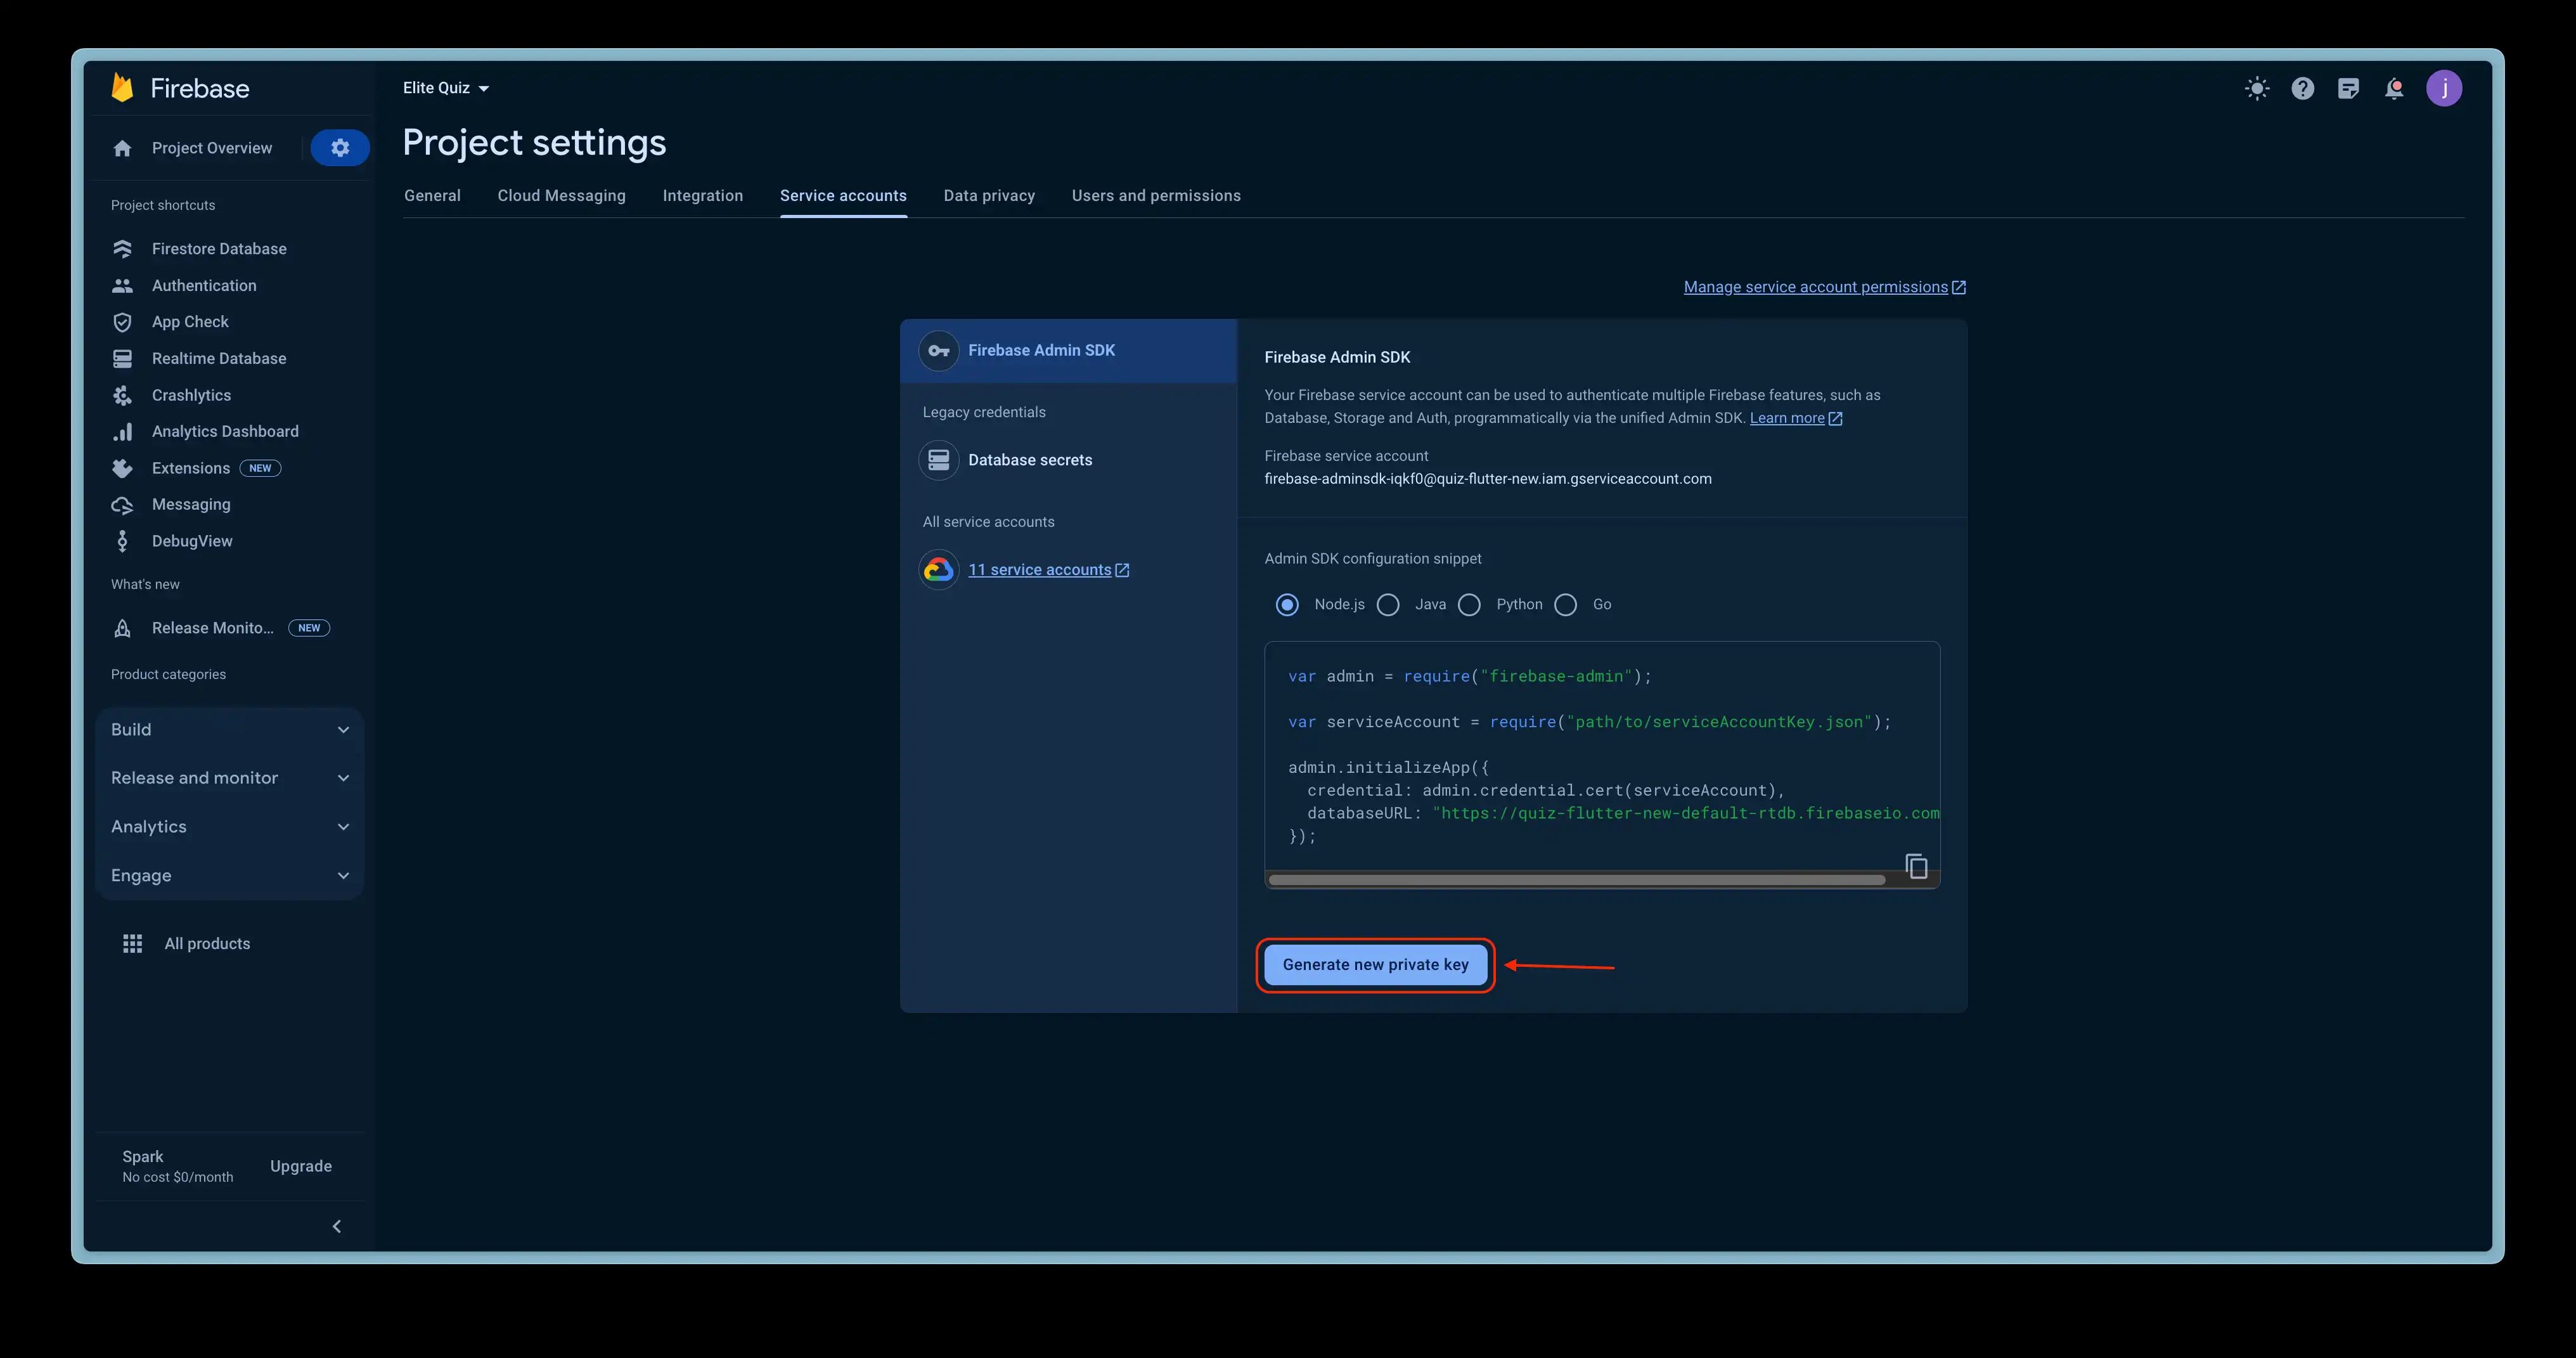 Firebase
Project Overview
Project shortcuts
Firestore Database
Authentication
App Check
Realtime Database
Crashlytics
Analytics Dashboard
Extensions NEW
Messaging
DebugView
What's new
Release Monito... NEW
Product categories
Build
Release and monitor
Analytics
Engage
All products
Spark
No cost $0/month
Upgrade
Elite Quiz
j
Project settings
General Cloud Messaging Integration Service accounts Data privacy Users and permissions
Manage service account permissions
Firebase Admin SDK
Legacy credentials
Database secrets
All service accounts
11 service accounts
Firebase Admin SDK
Your Firebase service account can be used to authenticate multiple Firebase features, such as
Database, Storage and Auth, programmatically via the unified Admin SDK. Learn more
Firebase service account
firebase-adminsdk-iqkf0@quiz-flutter-new.iam.gserviceaccount.com
Admin SDK configuration snippet
Node.js Java Python Go
var admin = require("firebase-admin");
var serviceAccount = require("path/to/serviceAccountKey.json");
admin.initializeApp({
credential: admin.credential.cert(serviceAccount),
databaseURL: "https://quiz-flutter-new-default-rtdb.firebaseio.com
});
Generate new private key